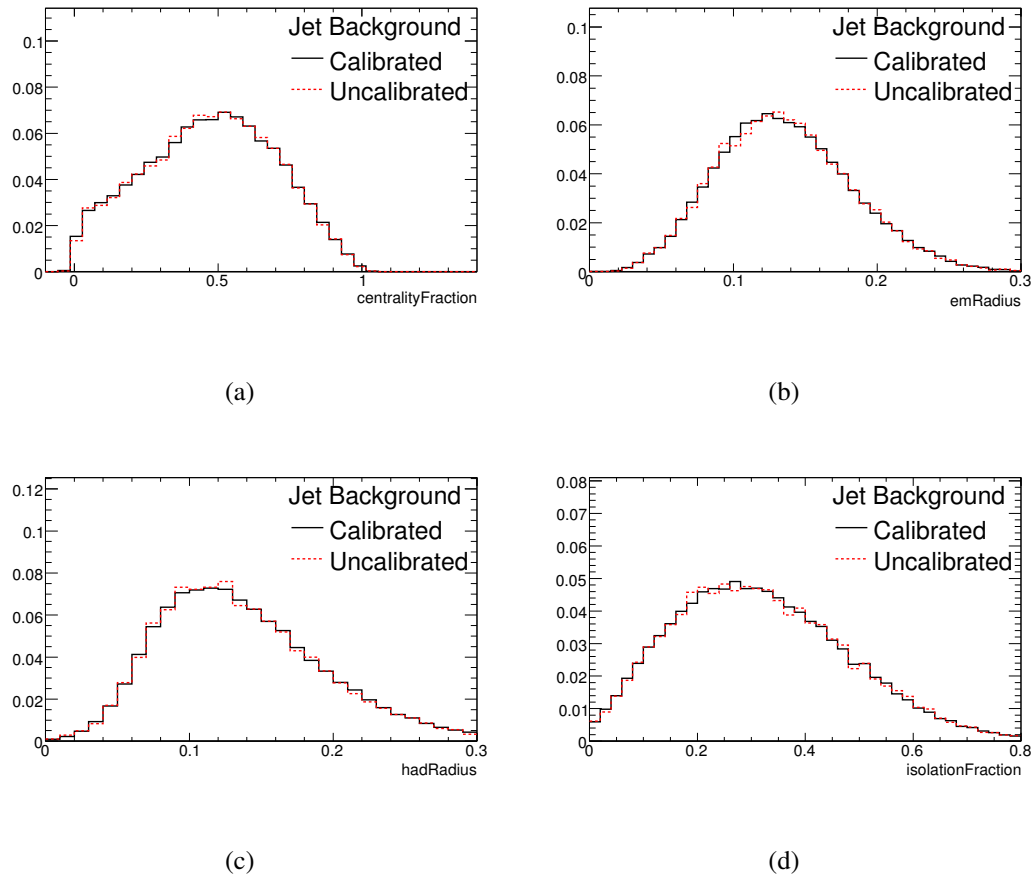 Jet Background
Calibrated
Uncalibrated
0.1
0.08
0.06
0.04
0.02
0
0 0.5 1
centralityFraction
(a)
Jet Background
Calibrated
Uncalibrated
0.1
0.08
0.06
0.04
0.02
0
0 0.1 0.2 0.3
emRadius
(b)
Jet Background
Calibrated
Uncalibrated
0.12
0.1
0.08
0.06
0.04
0.02
0
0 0.1 0.2 0.3
hadRadius
(c)
Jet Background
Calibrated
Uncalibrated
0.08
0.07
0.06
0.05
0.04
0.03
0.02
0.01
0
0 0.2 0.4 0.6 0.8
isolationFraction
(d)